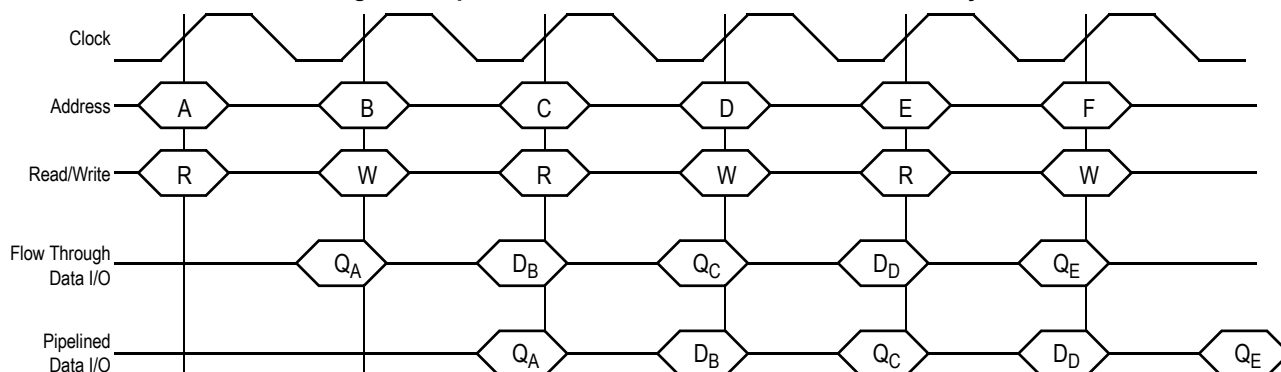 Clock
Address A B C D E F
Read/Write R W R W R W
Flow Through
Data I/O
QA DB QC DD QE
Pipelined
Data I/O
QA DB QC DD QE